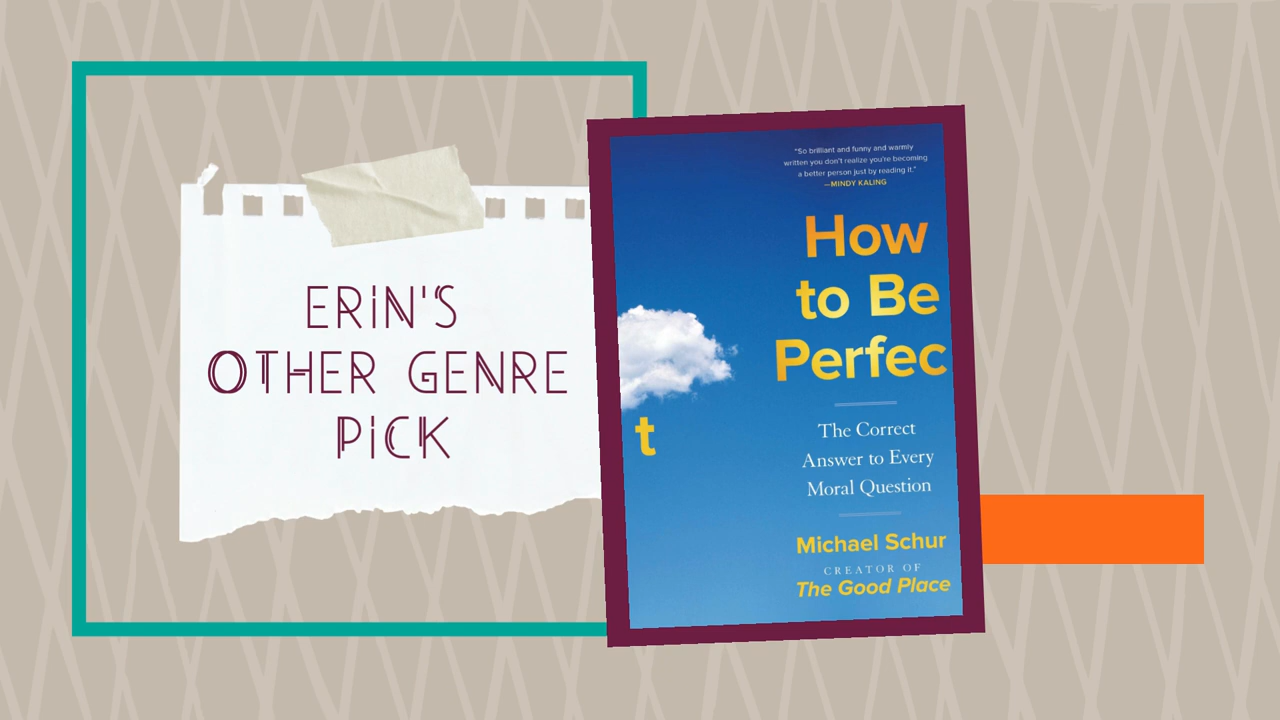 ERIN'S
OTHER GENRE
PICK
"So brilliant and funny and warmly
written you don't realize you're becoming
a better person just by reading it."
—MINDY KALING
How
to Be
Perfec
t
The Correct
Answer to Every
Moral Question
Michael Schur
CREATOR OF
The Good Place